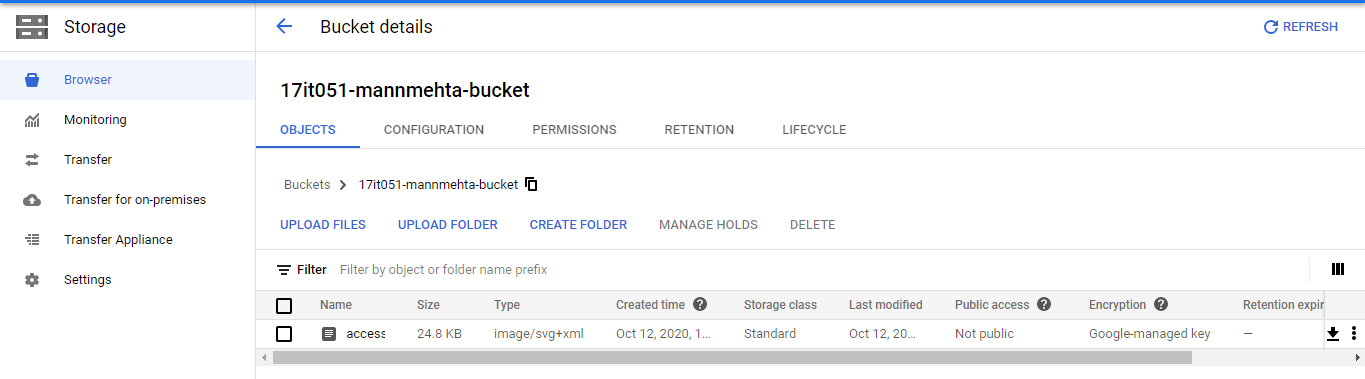 Storage
Bucket details
REFRESH
Browser
Monitoring
Transfer
Transfer for on-premises
Transfer Appliance
Settings
17it051-mannmehta-bucket
OBJECTS CONFIGURATION PERMISSIONS RETENTION LIFECYCLE
Buckets > 17it051-mannmehta-bucket
UPLOAD FILES UPLOAD FOLDER CREATE FOLDER MANAGE HOLDS DELETE
Filter Filter by object or folder name prefix
Name Size Type Created time ? Storage class Last modified Public access ? Encryption ? Retention expir
access 24.8 KB image/svg+xml Oct 12, 2020, 1... Standard Oct 12, 20... Not public Google-managed key —